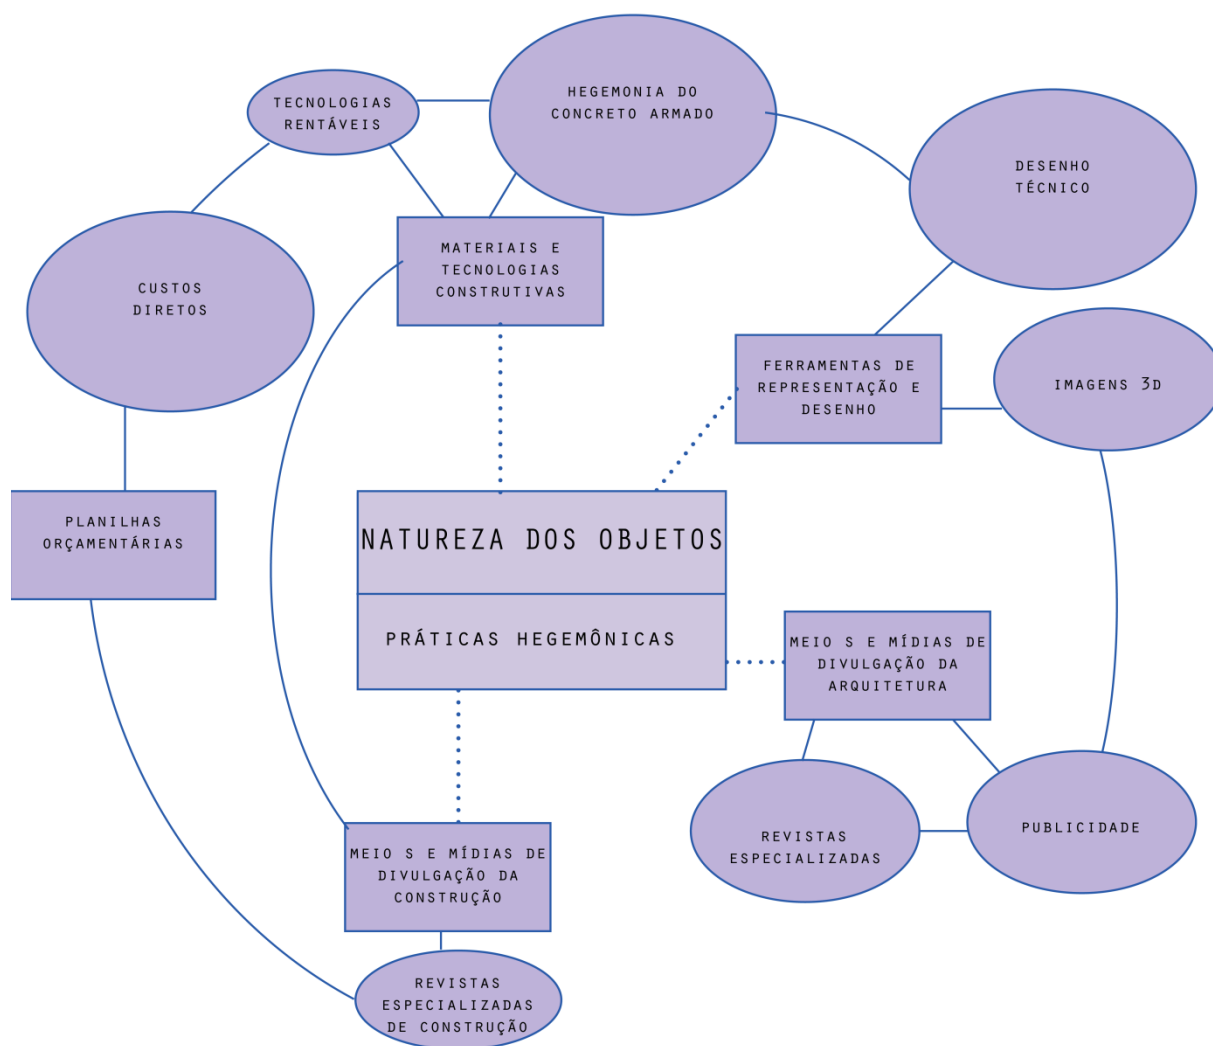 HEGEMONIA DO
CONCRETO ARMADO
TECNOLOGIAS
RENTÁVEIS
DESENHO
TÉCNICO
MATERIAIS E
TECNOLOGIAS
CONSTRUTIVAS
CUSTOS
DIRETOS
FERRAMENTAS DE
REPRESENTAÇÃO E
DESENHO
IMAGENS 3D
PLANILHAS
ORÇAMENTÁRIAS
NATUREZA DOS OBJETOS
PRÁTICAS HEGEMÔNICAS
MEIO S E MÍDIAS DE
DIVULGAÇÃO DA
ARQUITETURA
REVISTAS
ESPECIALIZADAS
PUBLICIDADE
MEIO S E MÍDIAS DE
DIVULGAÇÃO DA
CONSTRUÇÃO
REVISTAS
ESPECIALIZADAS
DE CONSTRUÇÃO